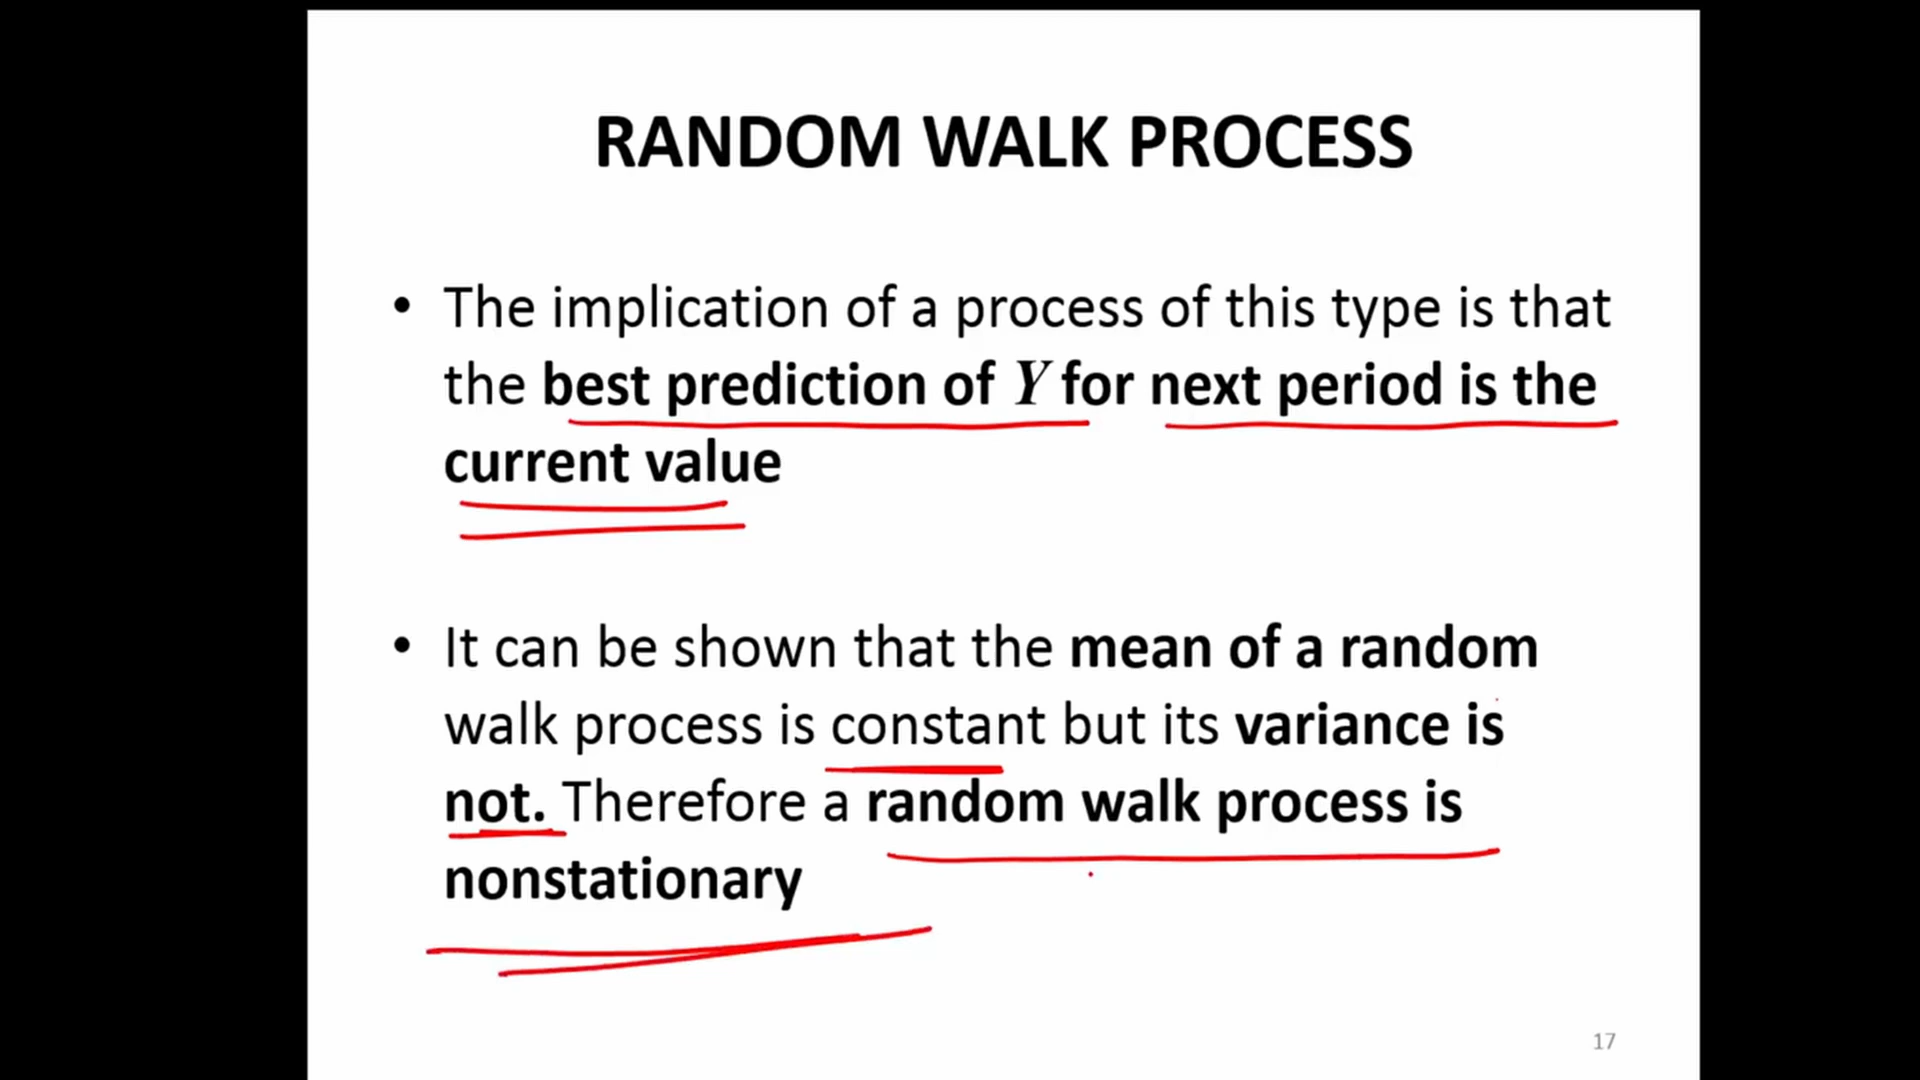 RANDOM WALK PROCESS
• The implication of a process of this type is that
the best prediction of Y for next period is the
current value
• It can be shown that the mean of a random
walk process is constant but its variance is
not. Therefore a random walk process is
nonstationary
17